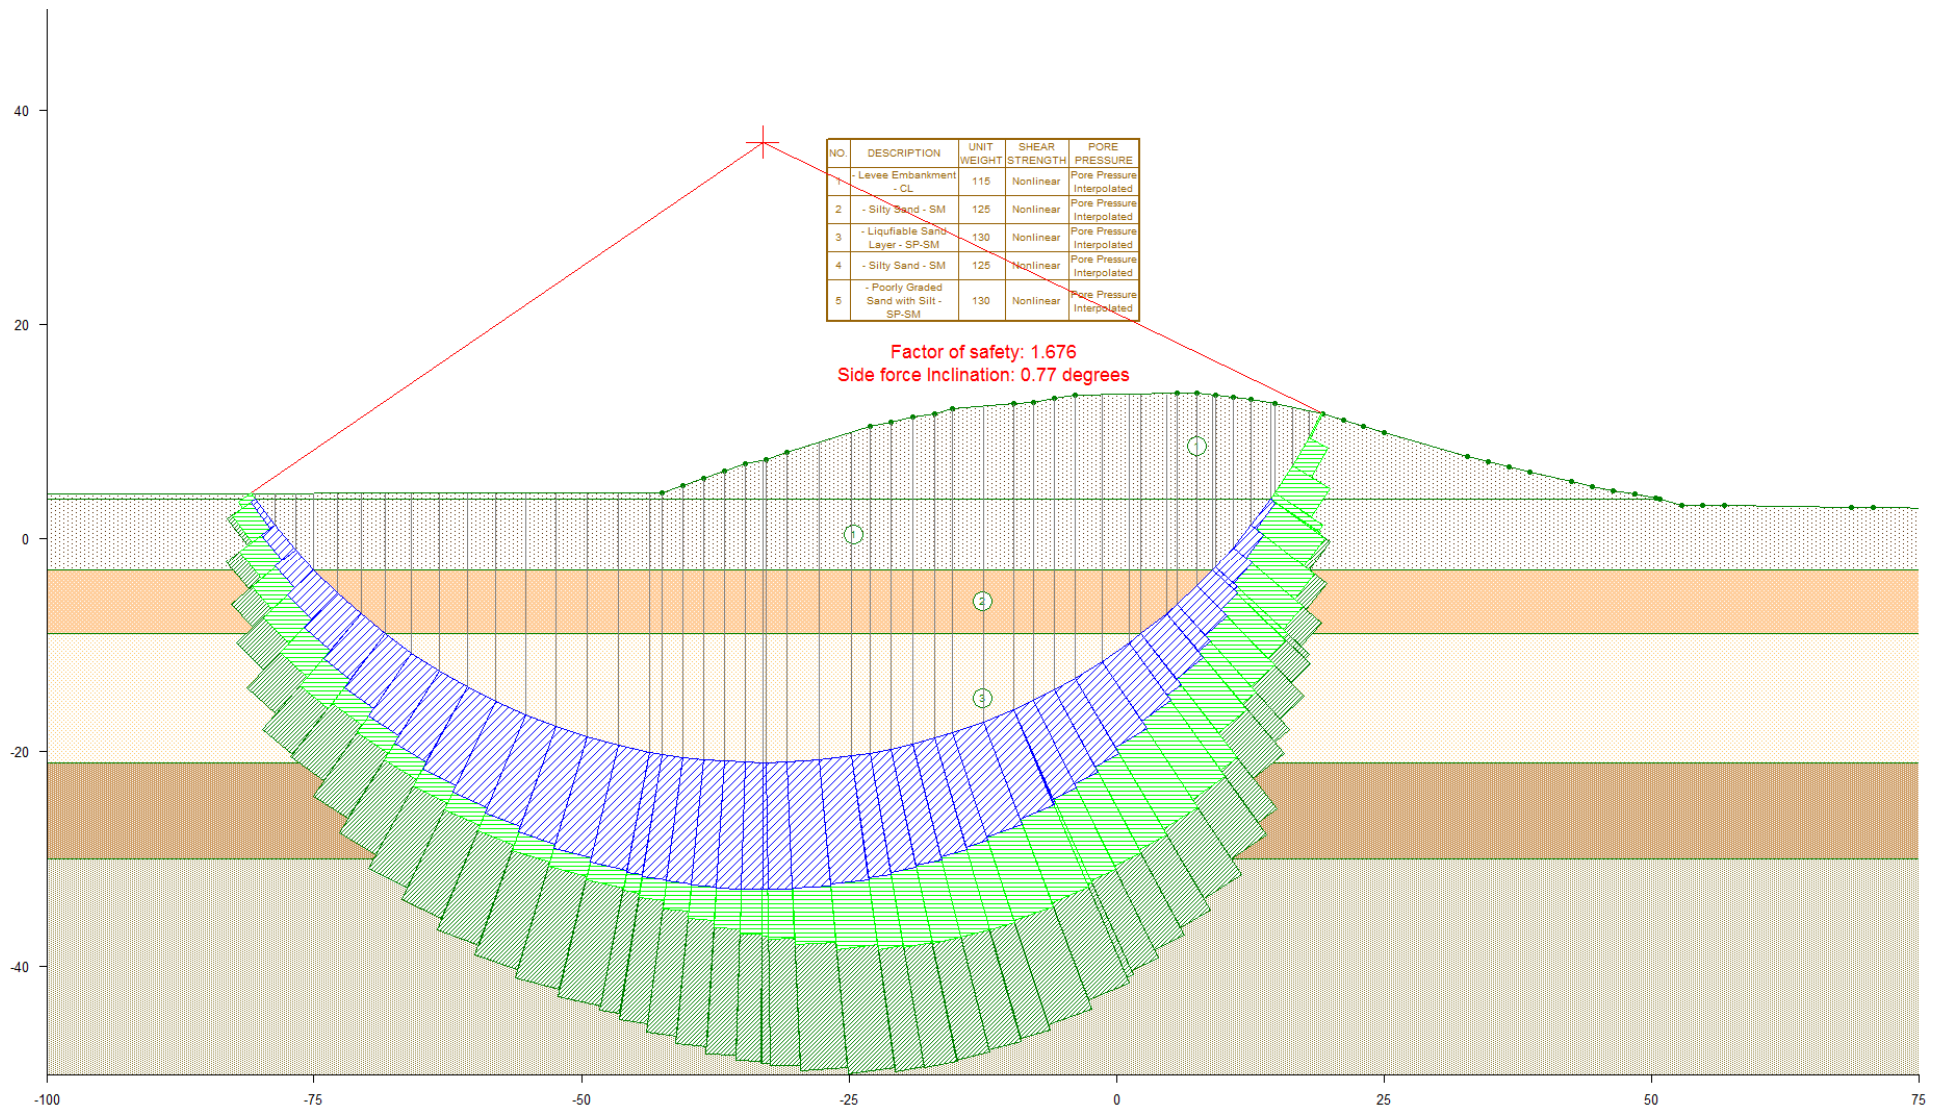 40
NO. DESCRIPTION UNIT WEIGHT SHEAR STRENGTH PORE PRESSURE
1 - Levee Embankment - CL 115 Nonlinear Pore Pressure Interpolated
2 - Silty Sand - SM 125 Nonlinear Pore Pressure Interpolated
3 - Liqufiable Sand Layer - SP-SM 130 Nonlinear Pore Pressure Interpolated
4 - Silty Sand - SM 125 Nonlinear Pore Pressure Interpolated
5 - Poorly Graded Sand with Silt - SP-SM 130 Nonlinear Pore Pressure Interpolated
20
Factor of safety: 1.676
Side force Inclination: 0.77 degrees
1
0
1
2
3
-20
-40
-100 -75 -50 -25 0 25 50 75